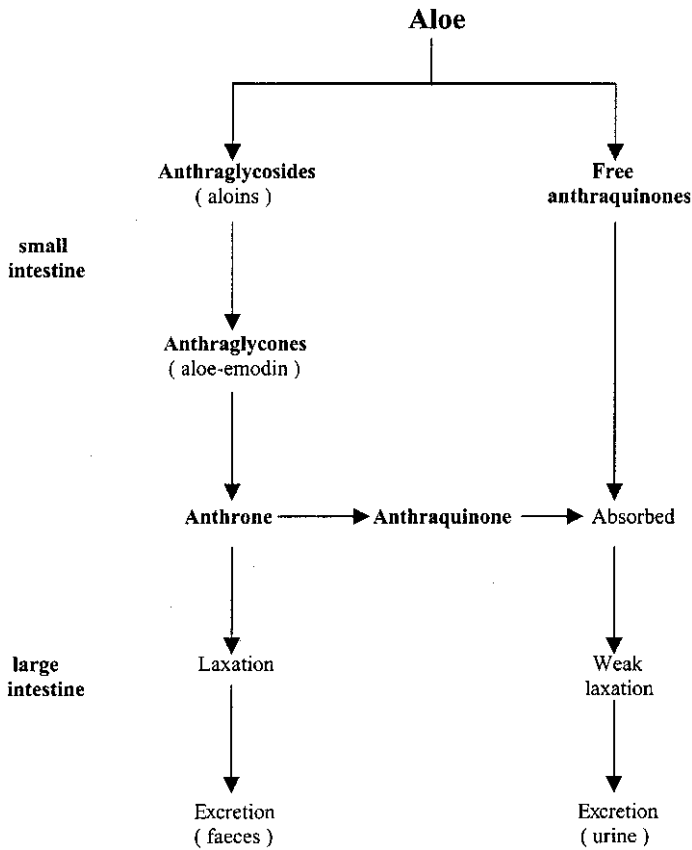 Aloe
Anthraglycosides
( aloins )
Free
anthraquinones
small
intestine
Anthraglycones
( aloe-emodin )
Anthrone
Anthraquinone
Absorbed
large
intestine
Laxation
Weak
laxation
Excretion
( faeces )
Excretion
( urine )